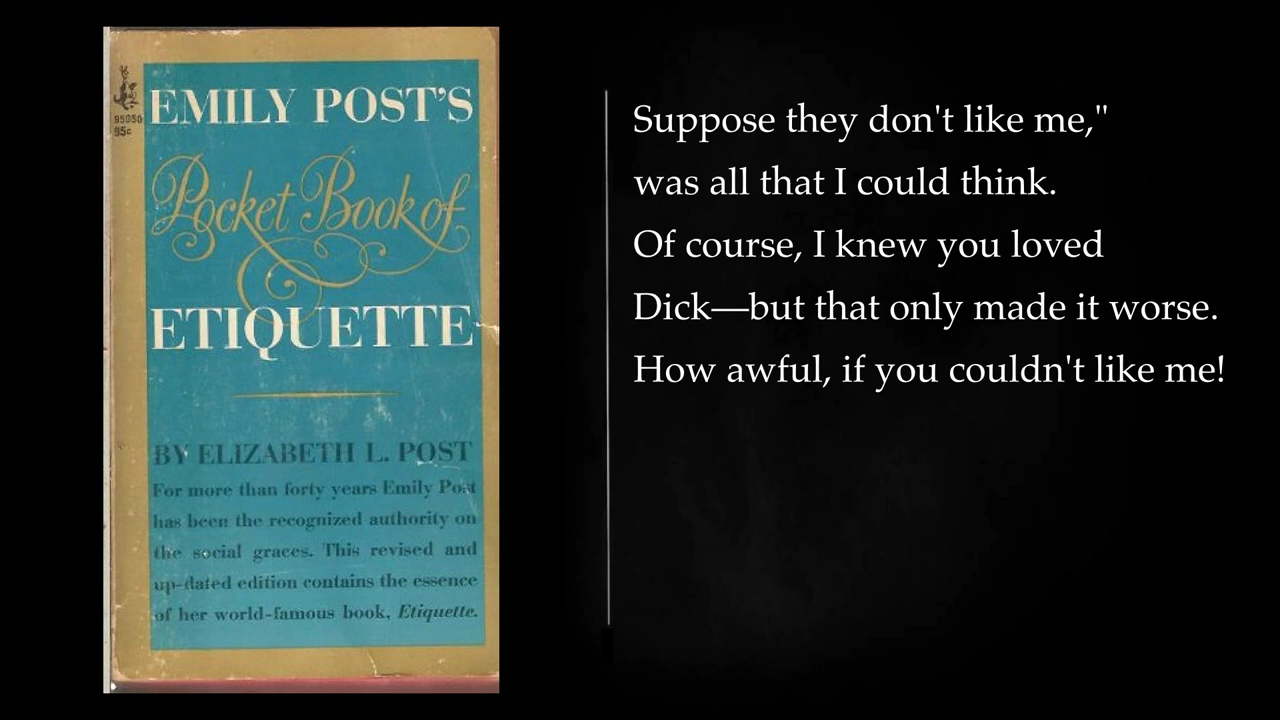 95050
95c
EMILY POST'S
Pocket Book of
ETIQUETTE
BY ELIZABETH L. POST
For more than forty years Emily Post
has been the recognized authority on
the social graces. This revised and
up-dated edition contains the essence
of her world-famous book, Etiquette.
Suppose they don't like me,"
was all that I could think.
Of course, I knew you loved
Dick—but that only made it worse.
How awful, if you couldn't like me!